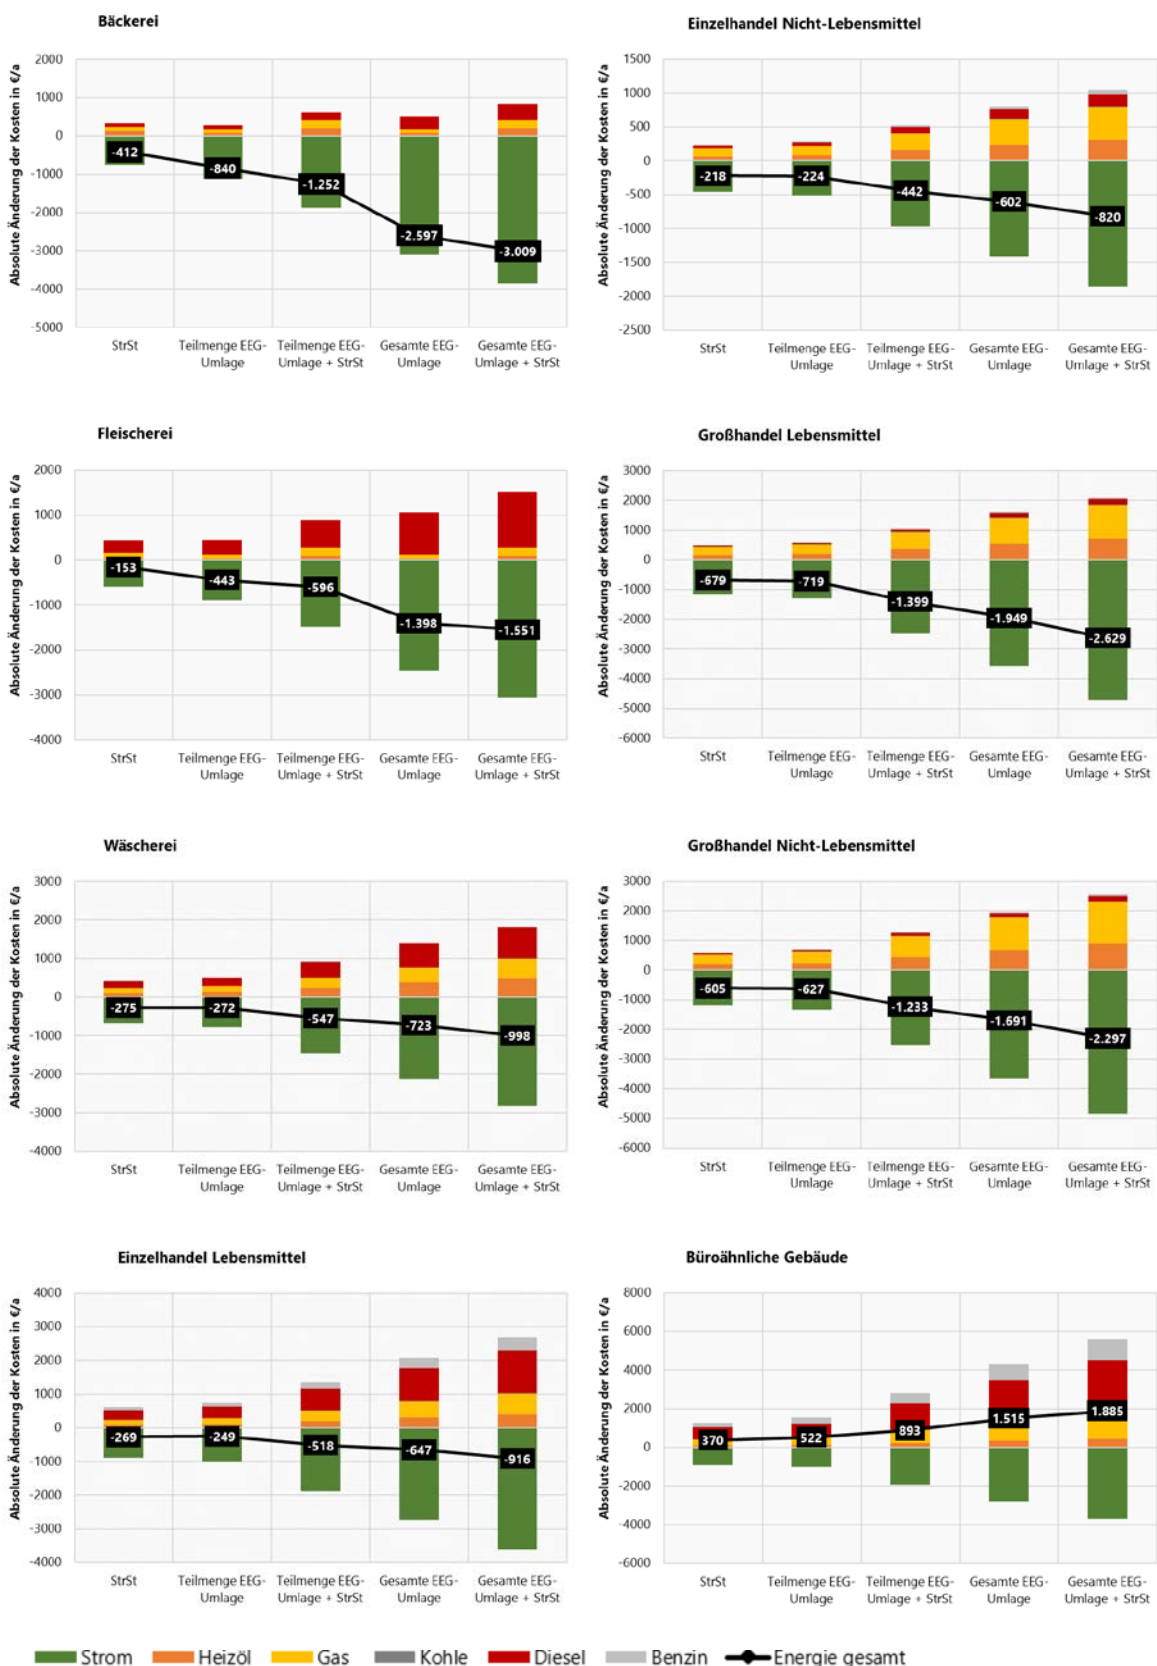 Bäckerei
Absolute Änderung der Kosten in €/a
2000
1000
0
-1000
-2000
-3000
-4000
-5000
-412
-840
-1.252
-2.597
-3.009
StrSt
Teilmenge EEG-
Umlage
Teilmenge EEG-
Umlage + StrSt
Gesamte EEG-
Umlage
Gesamte EEG-
Umlage + StrSt
Einzelhandel Nicht-Lebensmittel
Absolute Änderung der Kosten in €/a
1500
1000
500
0
-500
-1000
-1500
-2000
-2500
-218
-224
-442
-602
-820
StrSt
Teilmenge EEG-
Umlage
Teilmenge EEG-
Umlage + StrSt
Gesamte EEG-
Umlage
Gesamte EEG-
Umlage + StrSt
Fleischerei
Absolute Änderung der Kosten in €/a
2000
1000
0
-1000
-2000
-3000
-4000
-153
-443
-596
-1.398
-1.551
StrSt
Teilmenge EEG-
Umlage
Teilmenge EEG-
Umlage + StrSt
Gesamte EEG-
Umlage
Gesamte EEG-
Umlage + StrSt
Großhandel Lebensmittel
Absolute Änderung der Kosten in €/a
3000
2000
1000
0
-1000
-2000
-3000
-4000
-5000
-6000
-679
-719
-1.399
-1.949
-2.629
StrSt
Teilmenge EEG-
Umlage
Teilmenge EEG-
Umlage + StrSt
Gesamte EEG-
Umlage
Gesamte EEG-
Umlage + StrSt
Wäscherei
Absolute Änderung der Kosten in €/a
3000
2000
1000
0
-1000
-2000
-3000
-4000
-275
-272
-547
-723
-998
StrSt
Teilmenge EEG-
Umlage
Teilmenge EEG-
Umlage + StrSt
Gesamte EEG-
Umlage
Gesamte EEG-
Umlage + StrSt
Großhandel Nicht-Lebensmittel
Absolute Änderung der Kosten in €/a
3000
2000
1000
0
-1000
-2000
-3000
-4000
-5000
-6000
-605
-627
-1.233
-1.691
-2.297
StrSt
Teilmenge EEG-
Umlage
Teilmenge EEG-
Umlage + StrSt
Gesamte EEG-
Umlage
Gesamte EEG-
Umlage + StrSt
Einzelhandel Lebensmittel
Absolute Änderung der Kosten in €/a
4000
3000
2000
1000
0
-1000
-2000
-3000
-4000
-269
-249
-518
-647
-916
StrSt
Teilmenge EEG-
Umlage
Teilmenge EEG-
Umlage + StrSt
Gesamte EEG-
Umlage
Gesamte EEG-
Umlage + StrSt
Büroähnliche Gebäude
Absolute Änderung der Kosten in €/a
8000
6000
4000
2000
0
-2000
-4000
-6000
370
522
893
1.515
1.885
StrSt
Teilmenge EEG-
Umlage
Teilmenge EEG-
Umlage + StrSt
Gesamte EEG-
Umlage
Gesamte EEG-
Umlage + StrSt
Strom Heizöl Gas Kohle Diesel Benzin Energie gesamt